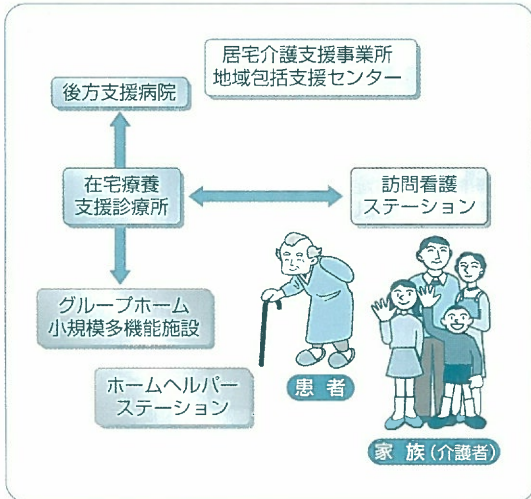 居宅介護支援事業所
地域包括支援センター
後方支援病院
在宅療養
支援診療所
訪問看護
ステーション
グループホーム
小規模多機能施設
ホームヘルパー
ステーション
患者
家族(介護者)